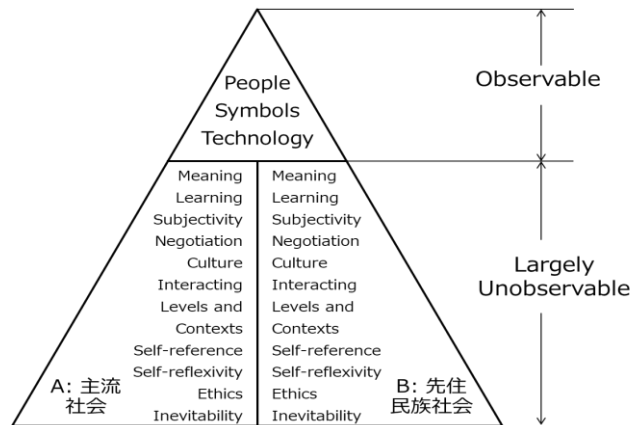 People
Symbols
Technology
Observable
Meaning
Learning
Subjectivity
Negotiation
Culture
Interacting
Levels and
Contexts
Self-reference
Self-reflexivity
Ethics
Inevitability
A: 主流
社会
Meaning
Learning
Subjectivity
Negotiation
Culture
Interacting
Levels and
Contexts
Self-reference
Self-reflexivity
Ethics
Inevitability
B: 先住
民族社会
Largely
Unobservable